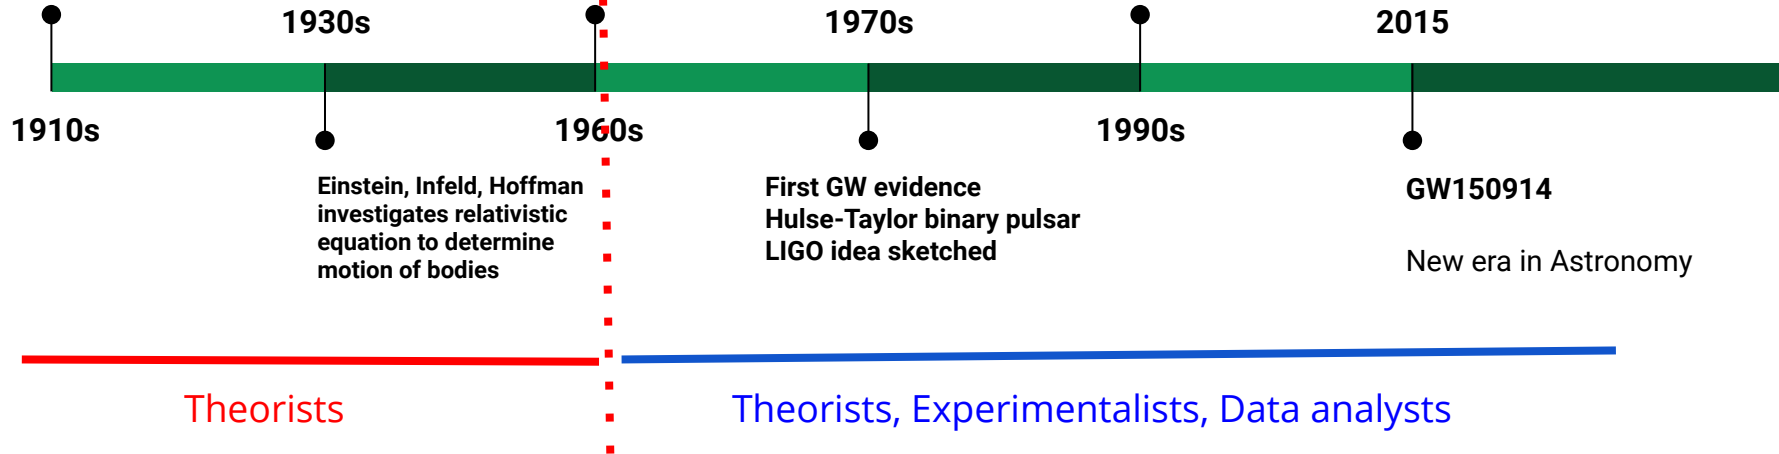 1930s
1970s
2015
1910s
1960s
1990s
Einstein, Infeld, Hoffman
investigates relativistic
equation to determine
motion of bodies
First GW evidence
Hulse-Taylor binary pulsar
LIGO idea sketched
GW150914
New era in Astronomy
Theorists
Theorists, Experimentalists, Data analysts